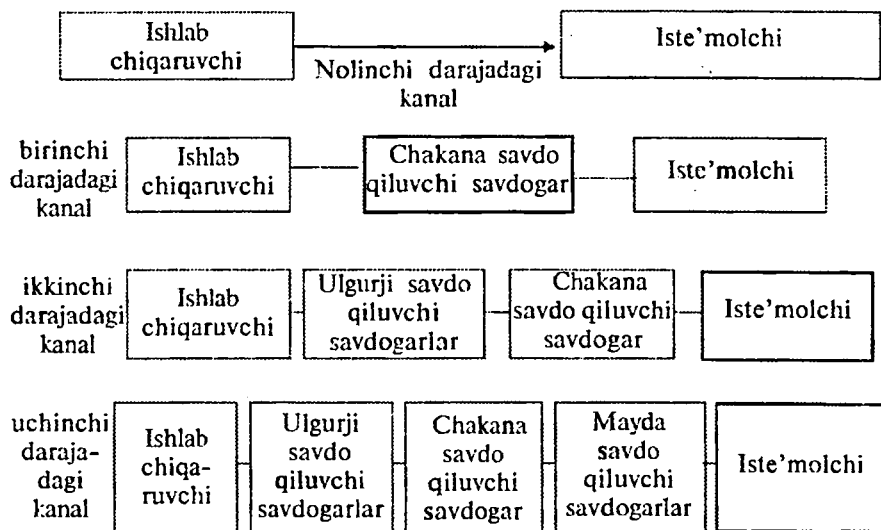 Ishlab
chiqaruvchi
Iste'molchi
Nolinchi darajadagi
kanal
birinchi
darajadagi
kanal
Ishlab
chiqaruvchi
Chakana savdo
qiluvchi savdogar
Iste'molchi
ikkinchi
darajadagi
kanal
Ishlab
chiqaruvchi
Ulgurji savdo
qiluvchi
savdogarlar
Chakana
savdo qiluvchi
savdogar
Iste'molchi
uchinchi
daraja-
dagi
kanal
Ishlab
chiqa-
ruvchi
Ulgurji
savdo
qiluvchi
savdogarlar
Chakana
savdo
qiluvchi
savdogar
Mayda
savdo
qiluvchi
savdogarlar
Iste'molchi